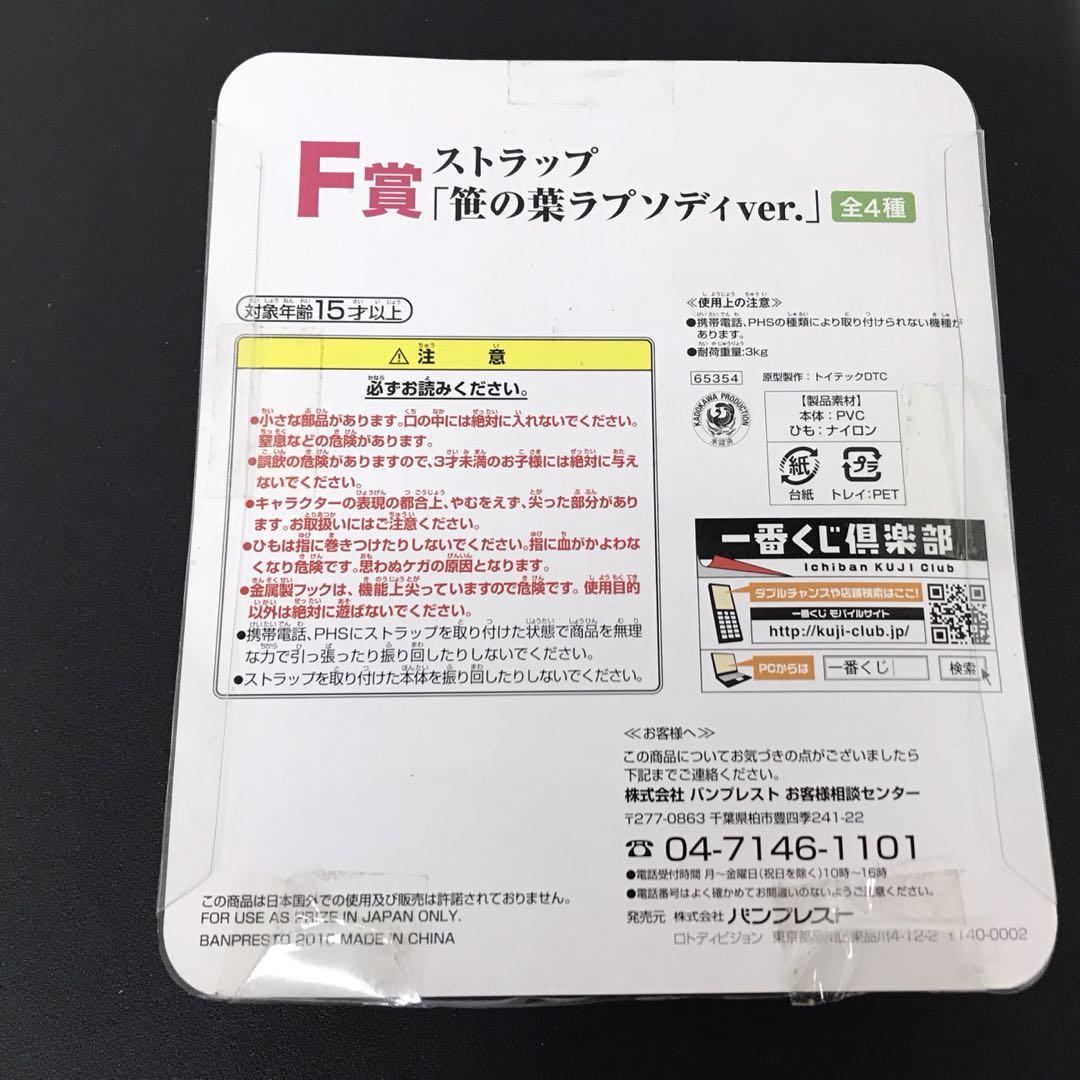 F賞 ストラップ
「笹の葉ラプソディver.」 全4種
対象年齢15才以上
⚠注意
必ずお読みください。
●小さな部品があります。口の中には絶対に入れないでください。
窒息などの危険があります。
●誤飲の危険がありますので、3才未満のお子様には絶対に与え
ないでください。
●キャラクターの表現の都合上、やむをえず、尖った部分があり
ます。お取扱いにはご注意ください。
●ひもは指に巻きつけたりしないでください。指に血がかよわな
くなり危険です。思わぬケガの原因となります。
●金属製フックは、機能上尖っていますので危険です。使用目的
以外は絶対に遊ばないでください。
●携帯電話、PHSにストラップを取り付けた状態で商品を無理
な力で引っ張ったり振り回したりしないでください。
●ストラップを取り付けた本体を振り回したりしないでください。
≪使用上の注意≫
●携帯電話、PHSの種類により取り付けられない機種が
あります。
●耐荷重量:3kg
65354 原型製作：トイテックDTC
KADOKAWA PRODUCTION
承認済
【製品素材】
本体：PVC
ひも：ナイロン
紙 プラ
台紙 トレイ：PET
一番くじ倶楽部
Ichiban KUJI Club
ダブルチャンスや店舗検索はここ!
一番くじ モバイルサイト
http://kuji-club.jp/
PCからは 一番くじ 検索
≪お客様へ≫
この商品についてお気づきの点がございましたら
下記までご連絡ください。
株式会社 バンプレスト お客様相談センター
〒277-0863 千葉県柏市豊四季241-22
☎ 04-7146-1101
●電話受付時間 月～金曜日(祝日を除く)10時～16時
●電話番号はよく確かめてお間違いのないようご注意ください。
発売元 株式会社 バンプレスト
ロトディビジョン 東京都品川区東品川4-12-2 〒140-0002
この商品は日本国外での使用及び販売は許諾されておりません。
FOR USE AS PRIZE IN JAPAN ONLY.
BANPRESTO 2010 MADE IN CHINA